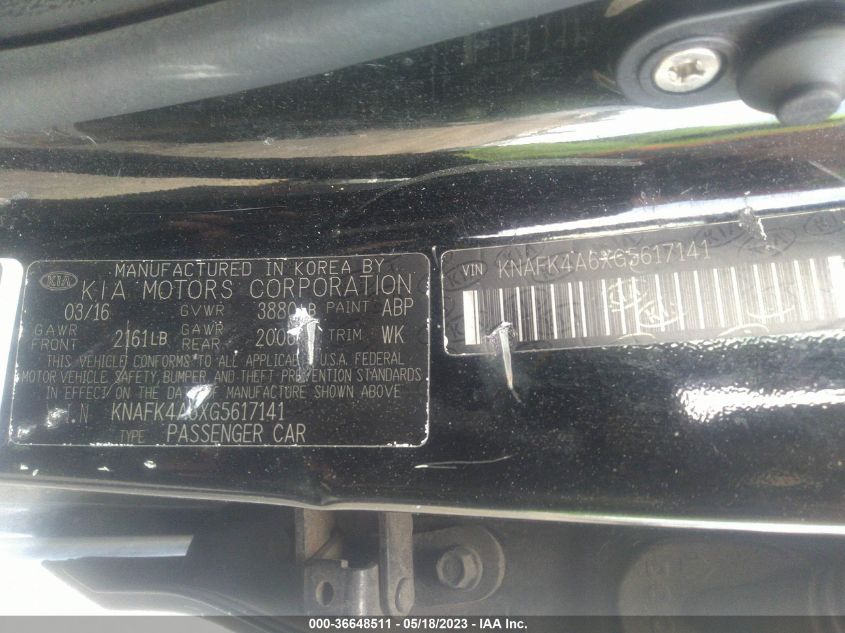 KIA
MANUFACTURED IN KOREA BY
KIA MOTORS CORPORATION
03/16 GVWR 3880LB PAINT ABP
GAWR FRONT 2161LB GAWR REAR TRIM WK
THIS VEHICLE CONFORMS TO ALL APPLICABLE U.S.A. FEDERAL
MOTOR VEHICLE SAFETY, BUMPER, AND THEFT PREVENTION STANDARDS
IN EFFECT ON THE DATE OF MANUFACTURE SHOWN ABOVE
KNAFK4A6XG5617141
TYPE PASSENGER CAR
VIN KNAFK4A6XG5617141
000-36648511 - 05/18/2023 - IAA Inc.